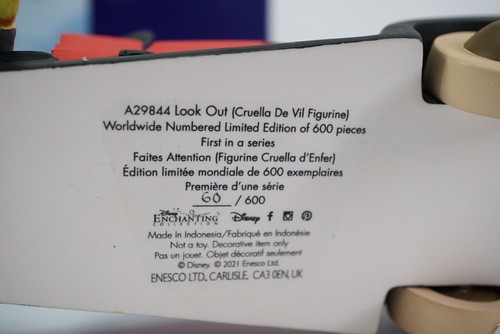 A29844 Look Out (Cruella De Vil Figurine)
Worldwide Numbered Limited Edition of 600 pieces
First in a series
Faites Attention (Figurine Cruella d'Enfer)
Édition limitée mondiale de 600 exemplaires
Première d'une série
60 / 600
Disney ENCHANTING COLLECTION Disney
Made in Indonesia/Fabriqué en Indonésie
Not a toy. Decorative item only
Pas un jouet. Objet décoratif seulement
© Disney. © 2021 Enesco Ltd.
ENESCO LTD., CARLISLE, CA3 0EN, UK